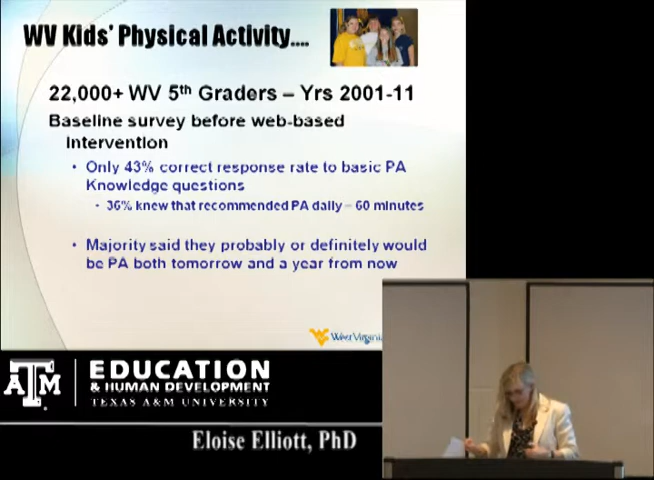 WV Kids' Physical Activity....
22,000+ WV 5th Graders – Yrs 2001-11
Baseline survey before web-based
intervention
• Only 43% correct response rate to basic PA
Knowledge questions
- 36% knew that recommended PA daily – 60 minutes
• Majority said they probably or definitely would
be PA both tomorrow and a year from now
West Virginia
ATM
EDUCATION
& HUMAN DEVELOPMENT
TEXAS A&M UNIVERSITY
Eloise Elliott, PhD